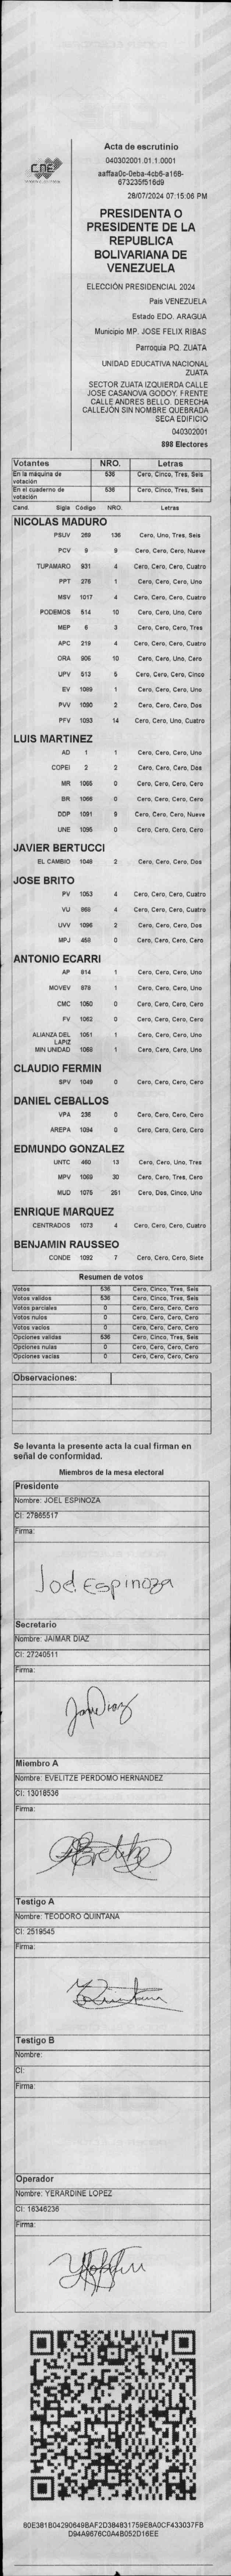 CNE
Acta de escrutinio
040302001.01.1.0001
aaffaa0c-0eba-4cb6-a168-
673235f516d9
28/07/2024 07:15:06 PM
PRESIDENTA O
PRESIDENTE DE LA
REPUBLICA
BOLIVARIANA DE
VENEZUELA
ELECCIÓN PRESIDENCIAL 2024
País VENEZUELA
Estado EDO. ARAGUA
Municipio MP. JOSE FELIX RIBAS
Parroquia PQ. ZUATA
UNIDAD EDUCATIVA NACIONAL
ZUATA
SECTOR ZUATA IZQUIERDA CALLE
JOSE CASANOVA GODOY. FRENTE
CALLE ANDRES BELLO. DERECHA
CALLEJÓN SIN NOMBRE QUEBRADA
SECA EDIFICIO
040302001
898 Electores
Votantes NRO. Letras
En la máquina de votación 536 Cero, Cinco, Tres, Seis
En el cuaderno de votación 536 Cero, Cinco, Tres, Seis
Cand. Sigla Código NRO. Letras
NICOLAS MADURO
PSUV 269 136 Cero, Uno, Tres, Seis
PCV 9 9 Cero, Cero, Cero, Nueve
TUPAMARO 931 4 Cero, Cero, Cero, Cuatro
PPT 276 1 Cero, Cero, Cero, Uno
MSV 1017 4 Cero, Cero, Cero, Cuatro
PODEMOS 514 10 Cero, Cero, Uno, Cero
MEP 6 3 Cero, Cero, Cero, Tres
APC 219 4 Cero, Cero, Cero, Cuatro
ORA 906 10 Cero, Cero, Uno, Cero
UPV 513 5 Cero, Cero, Cero, Cinco
EV 1089 1 Cero, Cero, Cero, Uno
PVV 1090 2 Cero, Cero, Cero, Dos
PFV 1093 14 Cero, Cero, Uno, Cuatro
LUIS MARTINEZ
AD 1 1 Cero, Cero, Cero, Uno
COPEI 2 2 Cero, Cero, Cero, Dos
MR 1065 0 Cero, Cero, Cero, Cero
BR 1066 0 Cero, Cero, Cero, Cero
DDP 1091 9 Cero, Cero, Cero, Nueve
UNE 1095 0 Cero, Cero, Cero, Cero
JAVIER BERTUCCI
EL CAMBIO 1048 2 Cero, Cero, Cero, Dos
JOSE BRITO
PV 1053 4 Cero, Cero, Cero, Cuatro
VU 868 4 Cero, Cero, Cero, Cuatro
UVV 1096 2 Cero, Cero, Cero, Dos
MPJ 458 0 Cero, Cero, Cero, Cero
ANTONIO ECARRI
AP 814 1 Cero, Cero, Cero, Uno
MOVEV 878 1 Cero, Cero, Cero, Uno
CMC 1050 0 Cero, Cero, Cero, Cero
FV 1062 0 Cero, Cero, Cero, Cero
ALIANZA DEL LAPIZ 1051 1 Cero, Cero, Cero, Uno
MIN UNIDAD 1068 1 Cero, Cero, Cero, Uno
CLAUDIO FERMIN
SPV 1049 0 Cero, Cero, Cero, Cero
DANIEL CEBALLOS
VPA 238 0 Cero, Cero, Cero, Cero
AREPA 1094 0 Cero, Cero, Cero, Cero
EDMUNDO GONZALEZ
UNTC 460 13 Cero, Cero, Uno, Tres
MPV 1069 30 Cero, Cero, Tres, Cero
MUD 1075 251 Cero, Dos, Cinco, Uno
ENRIQUE MARQUEZ
CENTRADOS 1073 4 Cero, Cero, Cero, Cuatro
BENJAMIN RAUSSEO
CONDE 1092 7 Cero, Cero, Cero, Siete
Resumen de votos
Votos 536 Cero, Cinco, Tres, Seis
Votos validos 536 Cero, Cinco, Tres, Seis
Votos parciales 0 Cero, Cero, Cero, Cero
Votos nulos 0 Cero, Cero, Cero, Cero
Votos vacíos 0 Cero, Cero, Cero, Cero
Opciones validas 536 Cero, Cinco, Tres, Seis
Opciones nulas 0 Cero, Cero, Cero, Cero
Opciones vacías 0 Cero, Cero, Cero, Cero
Observaciones:
Se levanta la presente acta la cual firman en
señal de conformidad.
Miembros de la mesa electoral
Presidente
Nombre: JOEL ESPINOZA
CI: 27865517
Firma:
Joel Espinoza
Secretario
Nombre: JAIMAR DIAZ
CI: 27240511
Firma:
Miembro A
Nombre: EVELITZE PERDOMO HERNANDEZ
CI: 13018536
Firma:
Testigo A
Nombre: TEODORO QUINTANA
CI: 2519545
Firma:
Testigo B
Nombre:
CI:
Firma:
Operador
Nombre: YERARDINE LOPEZ
CI: 16346236
Firma:
80E381B04290649BAF2D384831759E8A0CF433037FB
D94A9676C0A4B052D16EE